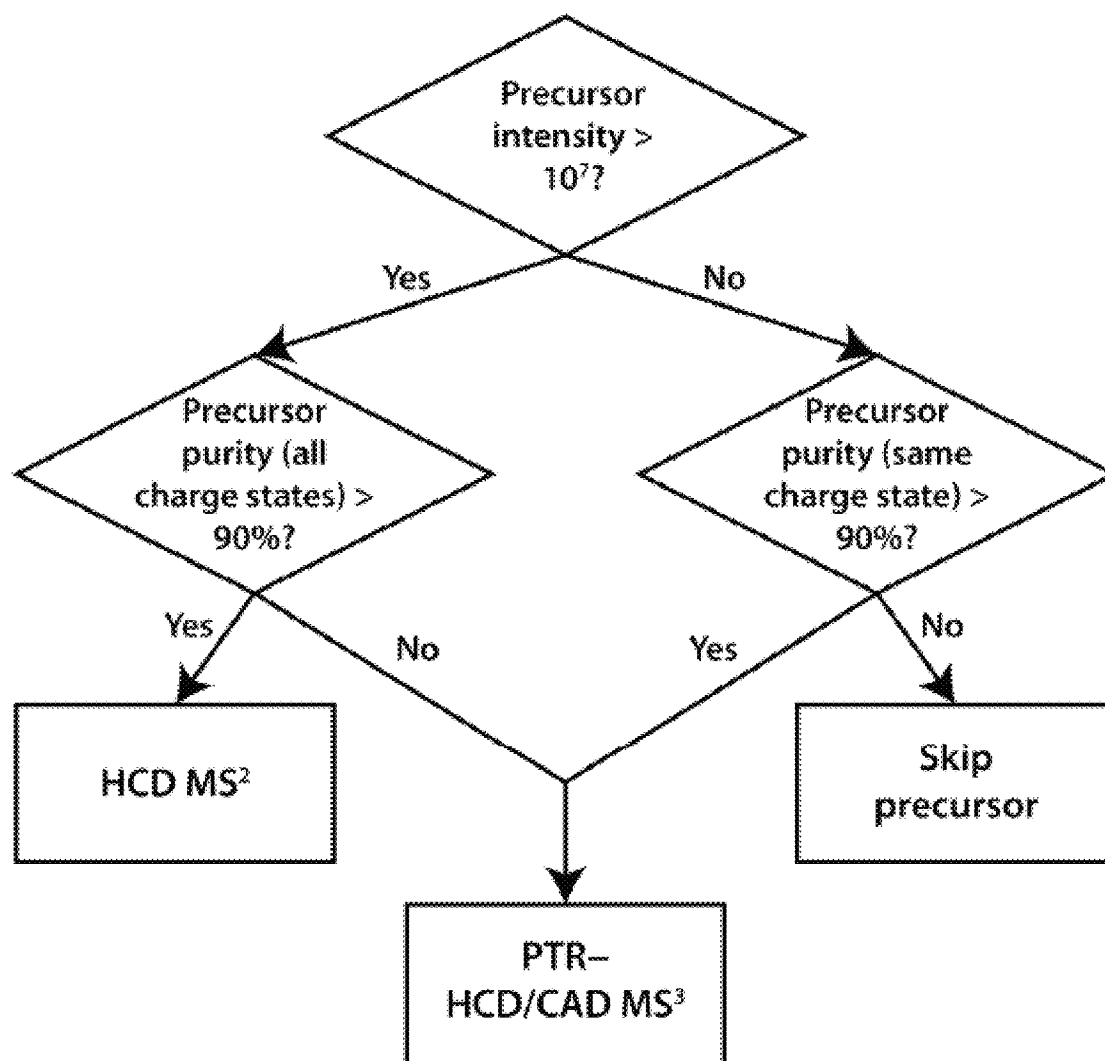 Precursor
intensity >
10⁷?
Yes
No
Precursor
purity (all
charge states) >
90%?
Precursor
purity (same
charge state) >
90%?
Yes
No
Yes
No
HCD MS²
Skip
precursor
PTR–
HCD/CAD MS³